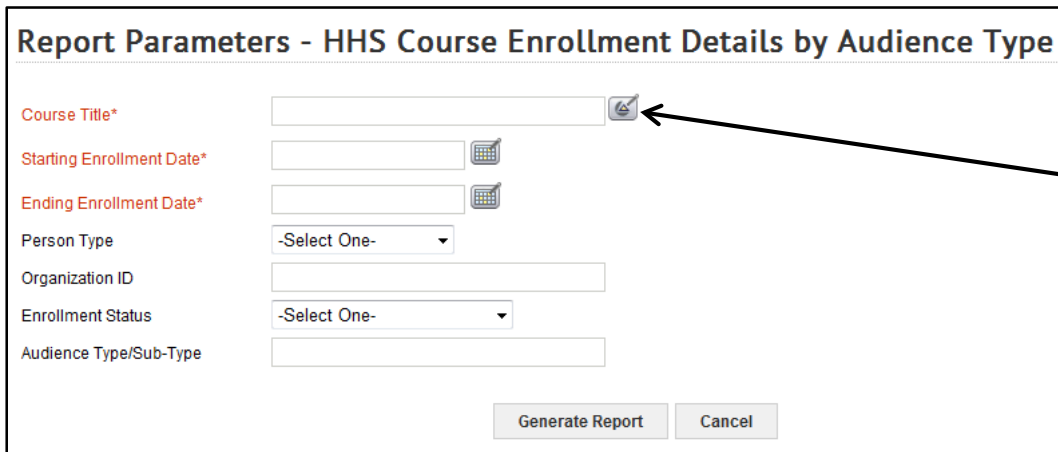 Report Parameters - HHS Course Enrollment Details by Audience Type
Course Title*
Starting Enrollment Date*
Ending Enrollment Date*
Person Type -Select One-
Organization ID
Enrollment Status -Select One-
Audience Type/Sub-Type
Generate Report Cancel